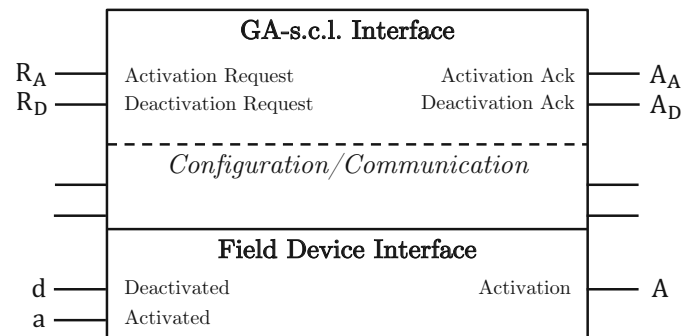 GA-s.c.l. Interface
R_A Activation Request Activation Ack A_A
R_D Deactivation Request Deactivation Ack A_D
Configuration/Communication
Field Device Interface
d Deactivated Activation A
a Activated